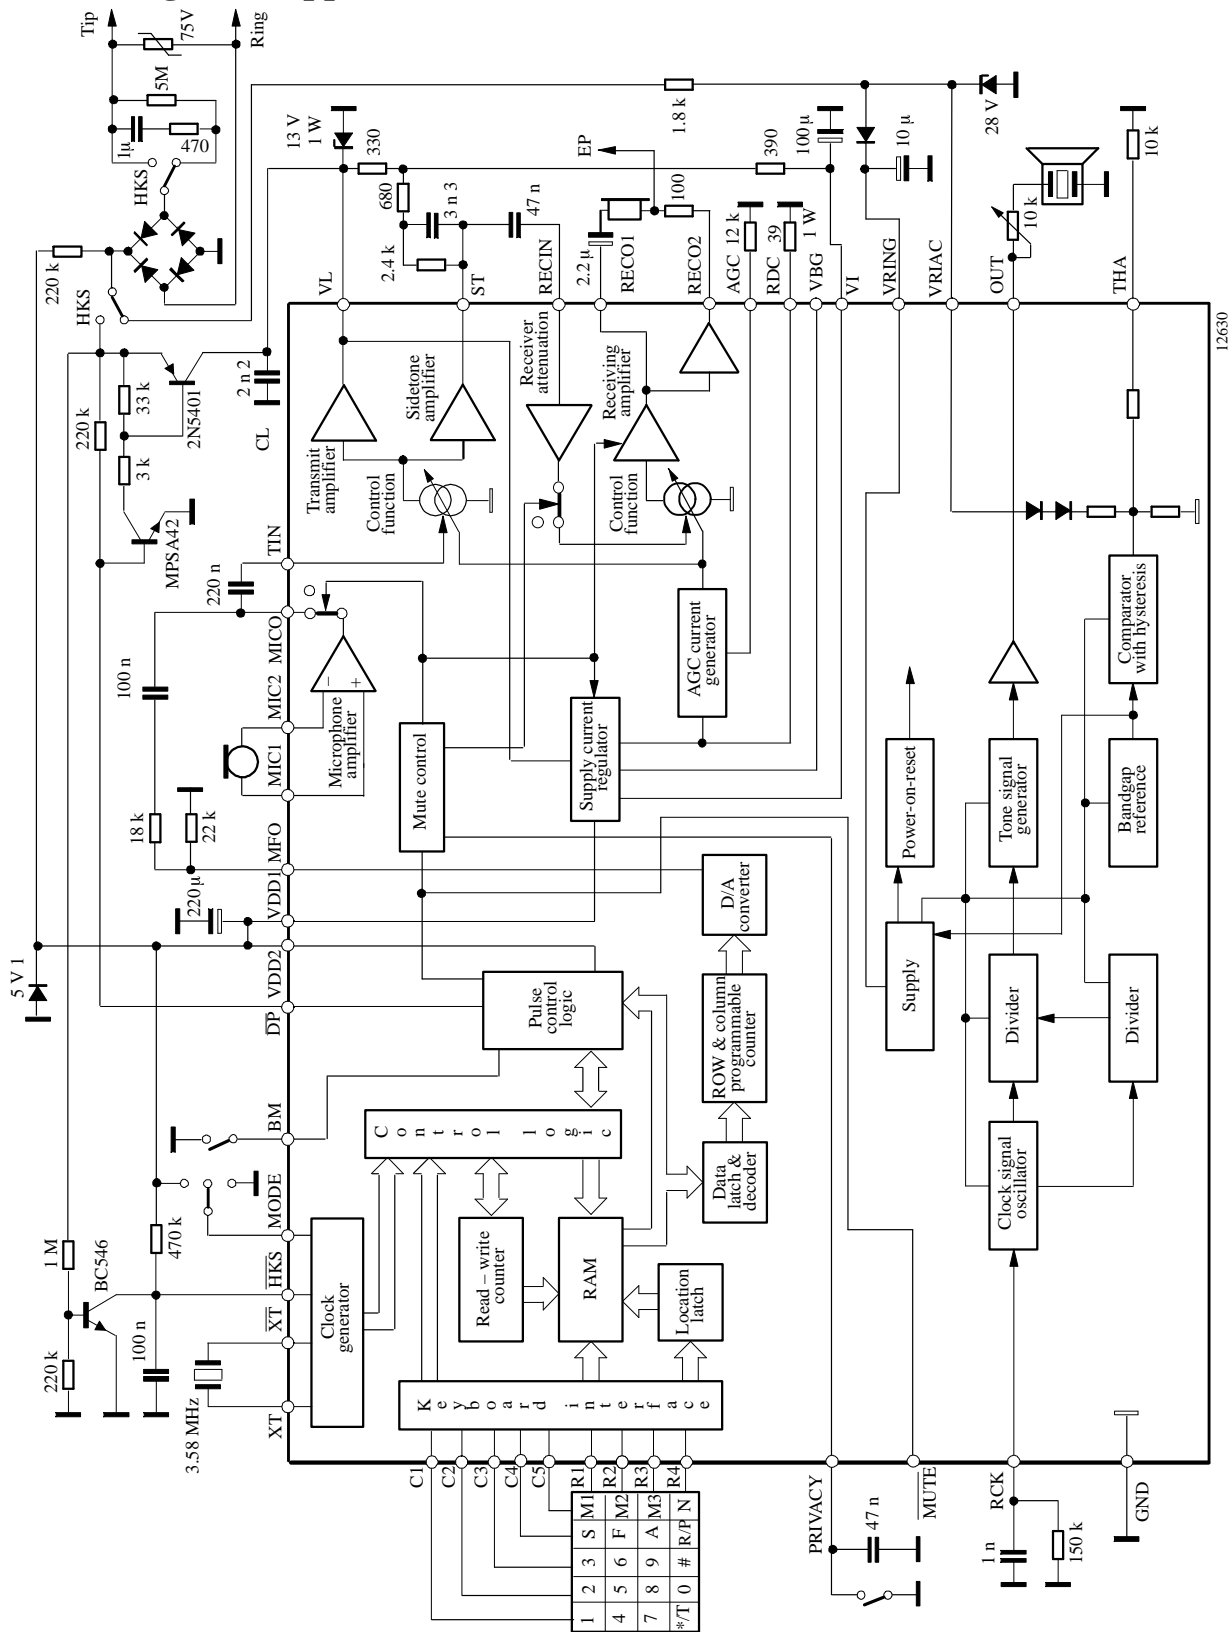 Tip
Ring
75V
5M
1μ
470
HKS
220 k
HKS
13 V
1 W
330
680
3 n 3
2.4 k
47 n
EP
2.2 μ
100
1.8 k
390
100 μ
10 μ
28 V
10 k
10 k
12 k
39
1 W
VL
ST
RECIN
RECO1
RECO2
AGC
RDC
VBG
VI
VRING
VRIAC
OUT
THA
12630
220 k
33 k
3 k
2N5401
MPSA42
2 n 2
CL
TIN
220 n
MICO
100 n
MIC2
MIC1
18 k
22 k
MFO
220 μ
VDD1
VDD2
5 V 1
DP
BM
MODE
470 k
HKS
1 M
BC546
XT
220 k
100 n
3.58 MHz
XT
Transmit
amplifier
Sidetone
amplifier
Control
function
Receiver
attenuation
Receiving
amplifier
Control
function
Microphone
amplifier
−
+
Mute control
Supply current
regulator
AGC current
generator
Power-on-reset
Tone signal
generator
Comparator
with hysteresis
Bandgap
reference
Supply
Divider
Divider
Clock signal
oscillator
D/A
converter
ROW & column
programmable
counter
Data
latch &
decoder
Pulse
control
logic
Control logic
Read – write
counter
RAM
Location
latch
Clock
generator
Keyboard interface
C1
C2
C3
C4
C5
R1
R2
R3
R4
1 2 3 S M1
4 5 6 F M2
7 8 9 A M3
*/T 0 # R/P N
PRIVACY
47 n
MUTE
RCK
1 n
150 k
GND